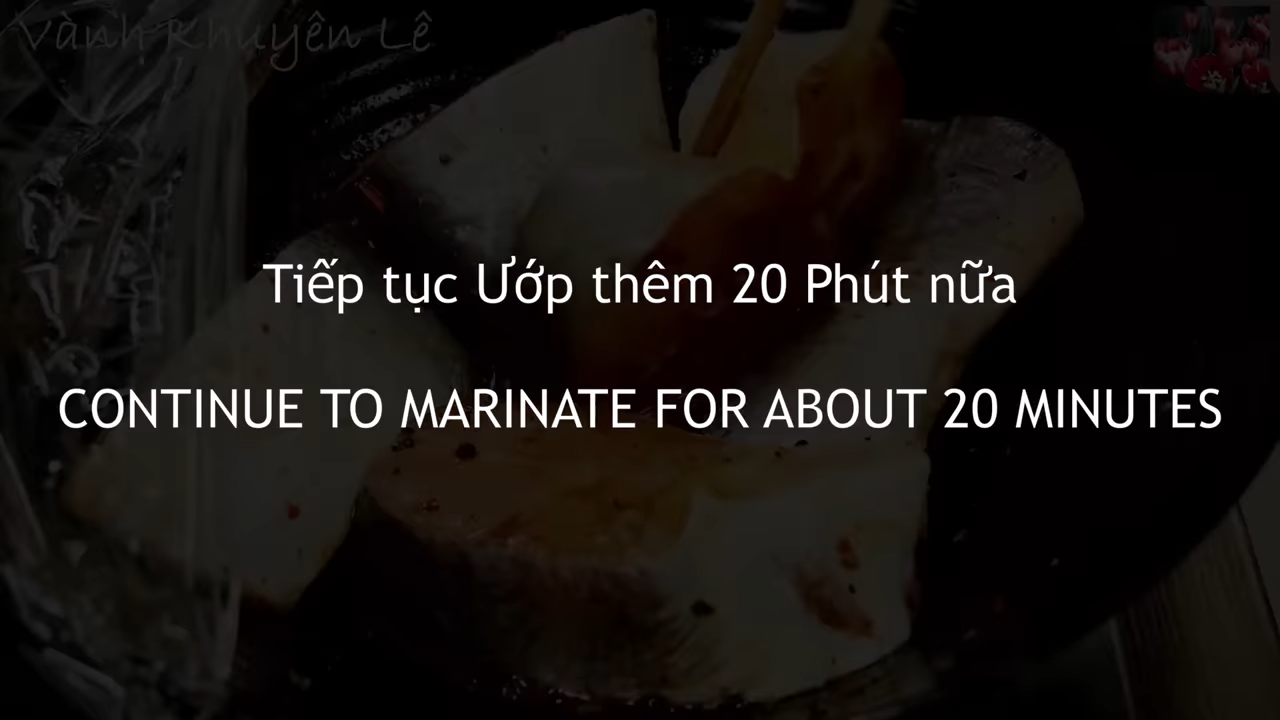 Vành Khuyên Lê
Tiếp tục Ướp thêm 20 Phút nữa
CONTINUE TO MARINATE FOR ABOUT 20 MINUTES